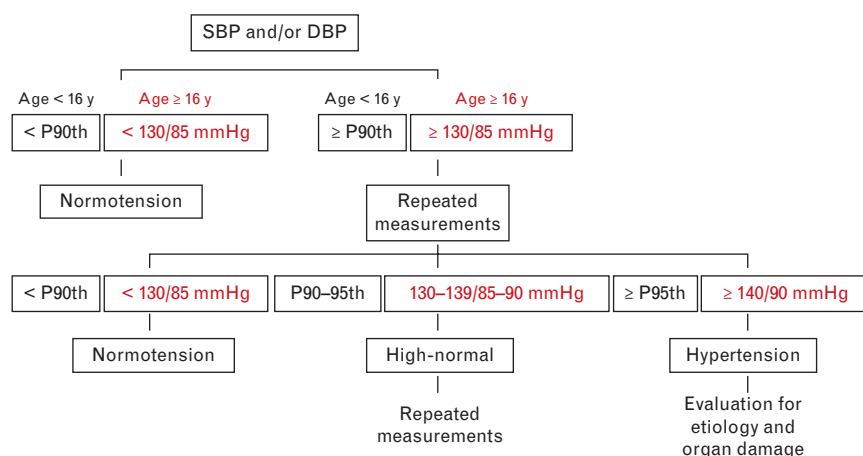 SBP and/or DBP
Age < 16 y
Age ≥ 16 y
Age < 16 y
Age ≥ 16 y
< P90th
< 130/85 mmHg
≥ P90th
≥ 130/85 mmHg
Normotension
Repeated
measurements
< P90th
< 130/85 mmHg
P90–95th
130–139/85–90 mmHg
≥ P95th
≥ 140/90 mmHg
Normotension
High-normal
Hypertension
Repeated
measurements
Evaluation for
etiology and
organ damage